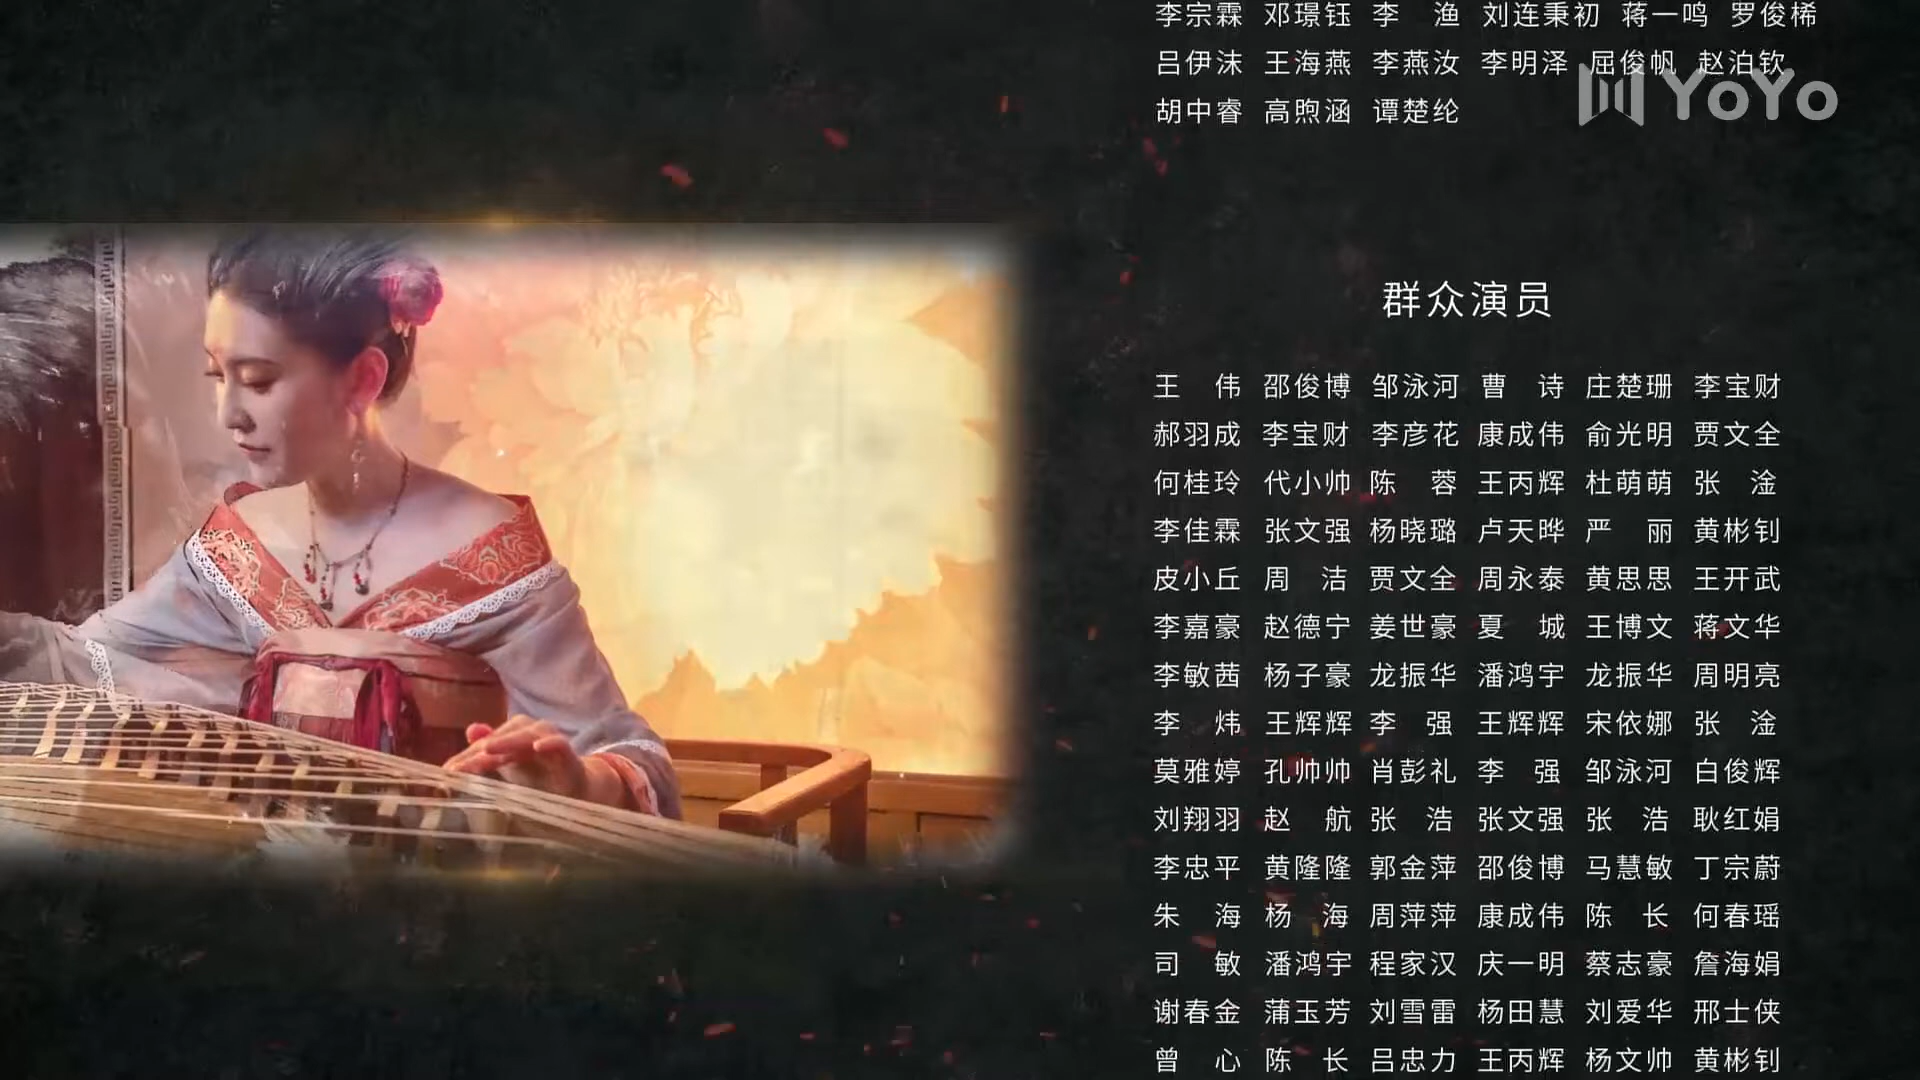 李宗霖 邓璟钰 李 渔 刘连秉初 蒋一鸣 罗俊桸
吕伊沫 王海燕 李燕汝 李明泽 屈俊帆 赵泊钦
YoYo
胡中睿 高煦涵 谭楚纶
群众演员
王 伟 邵俊博 邹泳河 曹 诗 庄楚珊 李宝财
郝羽成 李宝财 李彦花 康成伟 俞光明 贾文全
何桂玲 代小帅 陈 蓉 王丙辉 杜萌萌 张 淦
李佳霖 张文强 杨晓璐 卢天晔 严 丽 黄彬钊
皮小丘 周 洁 贾文全 周永泰 黄思思 王开武
李嘉豪 赵德宁 姜世豪 夏 城 王博文 蒋文华
李敏茜 杨子豪 龙振华 潘鸿宇 龙振华 周明亮
李 炜 王辉辉 李 强 王辉辉 宋依娜 张 淦
莫雅婷 孔帅帅 肖彭礼 李 强 邹泳河 白俊辉
刘翔羽 赵 航 张 浩 张文强 张 浩 耿红娟
李忠平 黄隆隆 郭金萍 邵俊博 马慧敏 丁宗蔚
朱 海 杨 海 周萍萍 康成伟 陈 长 何春瑶
司 敏 潘鸿宇 程家汉 庆一明 蔡志豪 詹海娟
谢春金 蒲玉芳 刘雪雷 杨田慧 刘爱华 邢士侠
曾 心 陈 长 吕忠力 王丙辉 杨文帅 黄彬钊